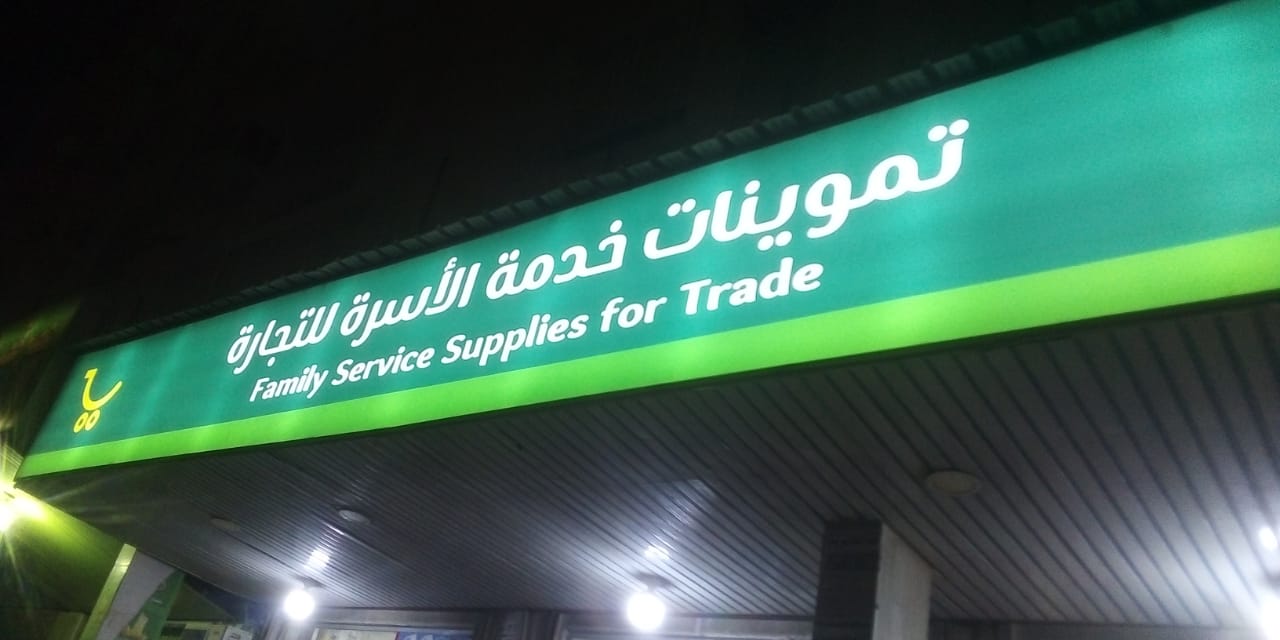 تموينات خدمة الأسرة للتجارة
Family Service Supplies for Trade